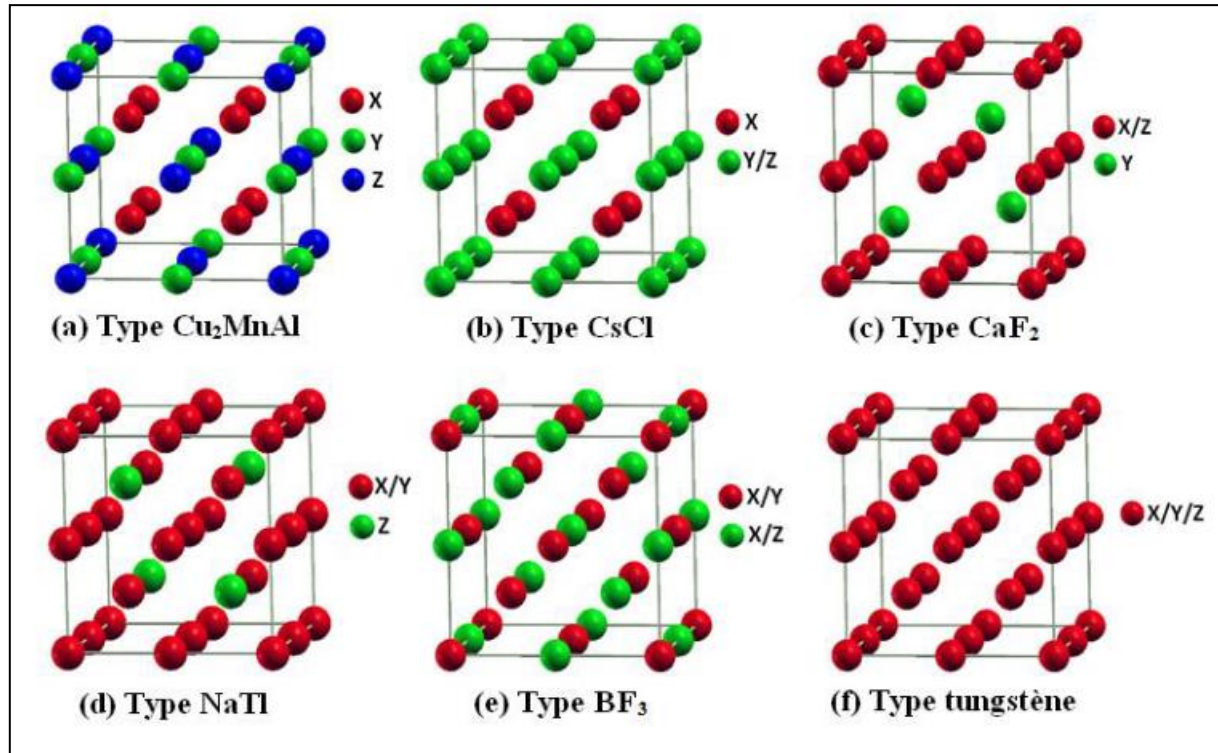 X
Y
Z
(a) Type Cu₂MnAl
X
Y/Z
(b) Type CsCl
X/Z
Y
(c) Type CaF₂
X/Y
Z
(d) Type NaTl
X/Y
X/Z
(e) Type BF₃
X/Y/Z
(f) Type tungstène